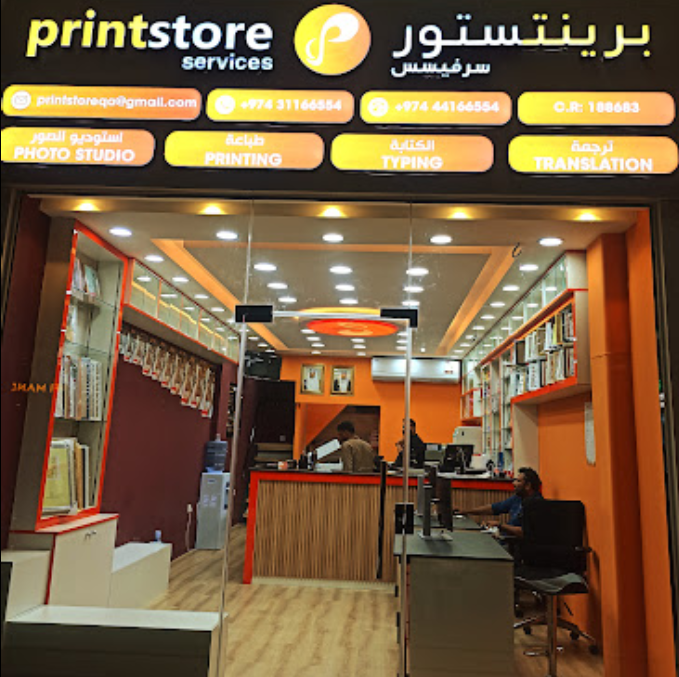 printstore
services
برينتستور
سرفيسس
printstoreqa@gmail.com
+974 31166554
+974 44166554
C.R: 188683
استوديو الصور
PHOTO STUDIO
طباعة
PRINTING
الكتابة
TYPING
ترجمة
TRANSLATION